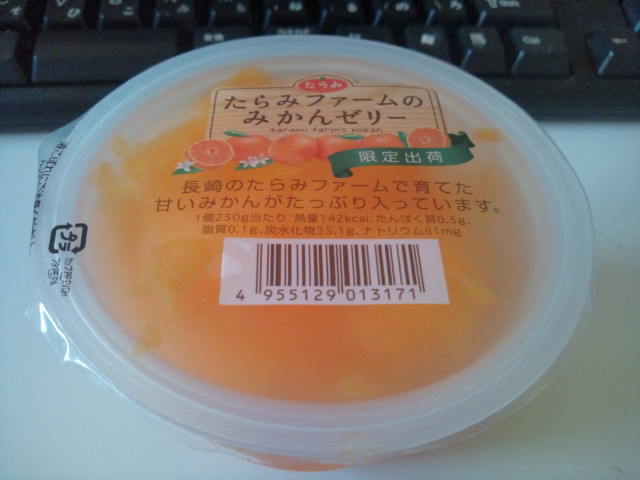 たらみ
たらみファームの
みかんゼリー
tarami farm's mikan
限定出荷
長崎のたらみファームで育てた
甘いみかんがたっぷり入っています。
1個250g当たり:熱量142kcal、たんぱく質0.5g、
脂質0.1g、炭水化物35.1g、ナトリウム61mg
4 955129 013171
プラ